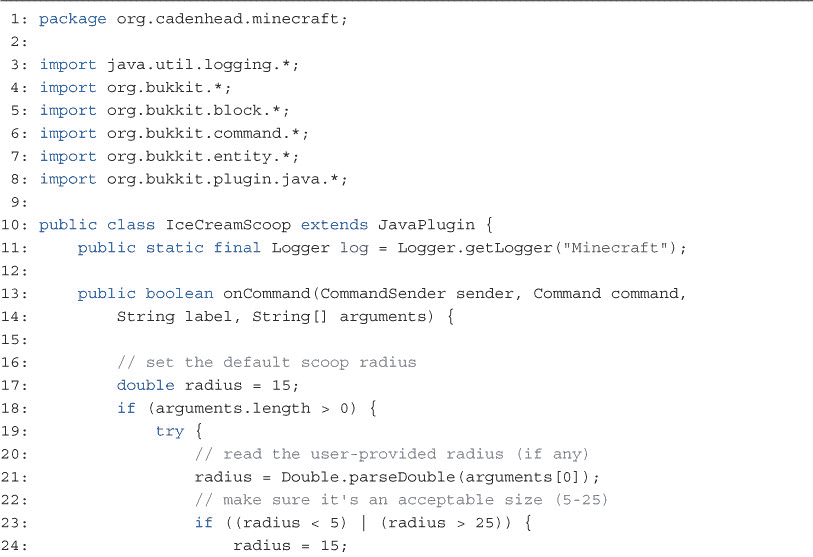 1: package org.cadenhead.minecraft;
2:
3: import java.util.logging.*;
4: import org.bukkit.*;
5: import org.bukkit.block.*;
6: import org.bukkit.command.*;
7: import org.bukkit.entity.*;
8: import org.bukkit.plugin.java.*;
9:
10: public class IceCreamScoop extends JavaPlugin {
11:     public static final Logger log = Logger.getLogger("Minecraft");
12:
13:     public boolean onCommand(CommandSender sender, Command command,
14:         String label, String[] arguments) {
15:
16:         // set the default scoop radius
17:         double radius = 15;
18:         if (arguments.length > 0) {
19:             try {
20:                 // read the user-provided radius (if any)
21:                 radius = Double.parseDouble(arguments[0]);
22:                 // make sure it's an acceptable size (5-25)
23:                 if ((radius < 5) | (radius > 25)) {
24:                     radius = 15;